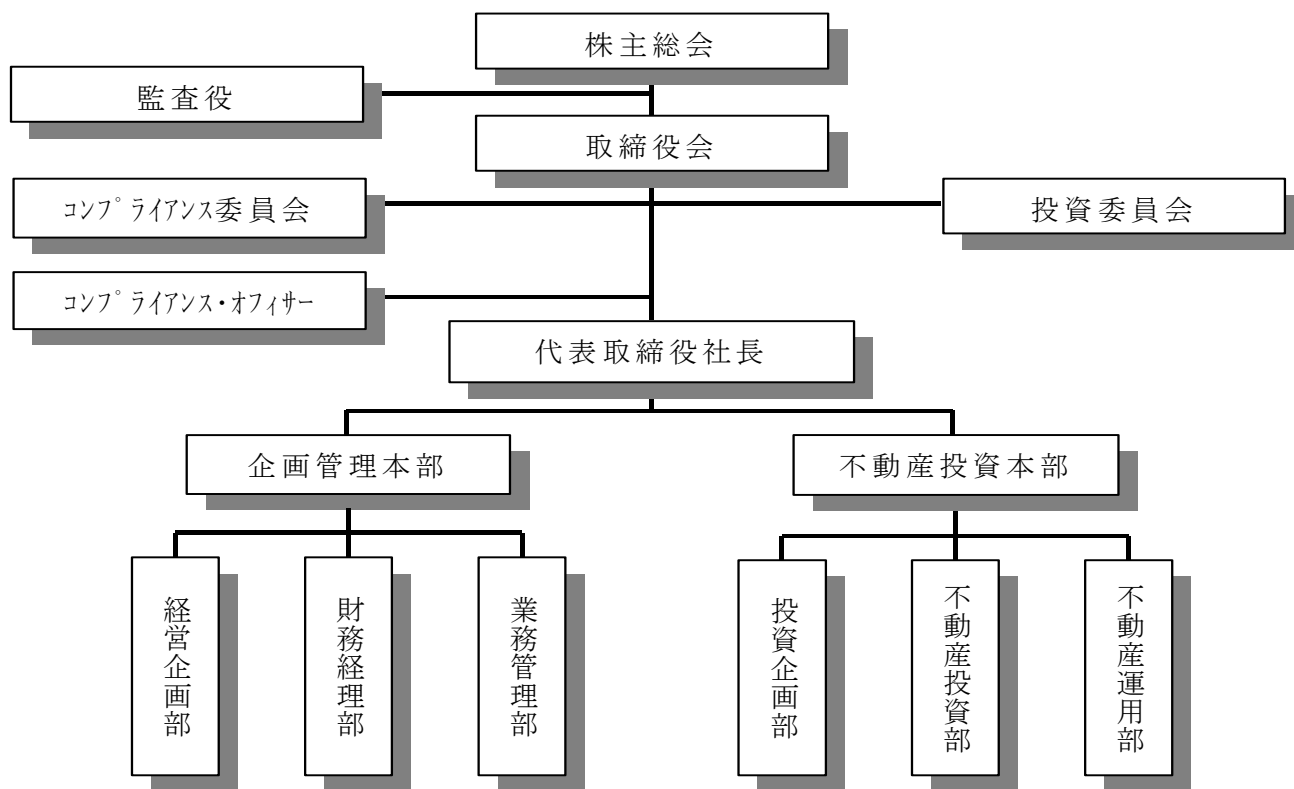 株主総会
監査役
取締役会
コンプライアンス委員会
投資委員会
コンプライアンス・オフィサー
代表取締役社長
企画管理本部
不動産投資本部
経営企画部
財務経理部
業務管理部
投資企画部
不動産投資部
不動産運用部